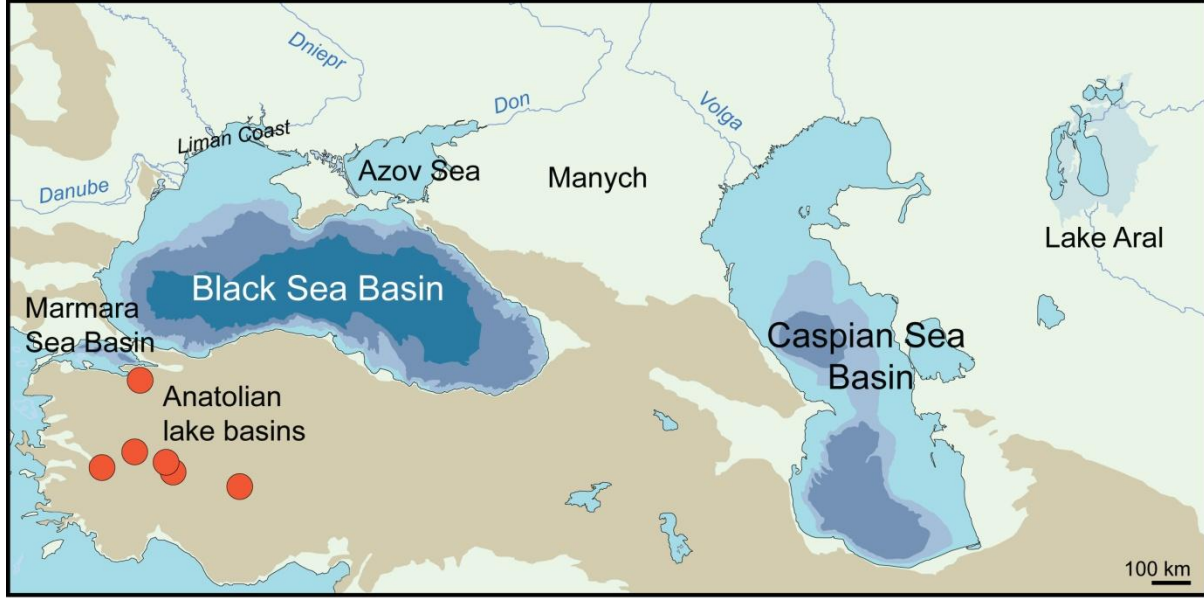 Dniepr
Don
Volga
Liman Coast
Azov Sea
Manych
Danube
Lake Aral
Black Sea Basin
Marmara
Sea Basin
Caspian Sea
Basin
Anatolian
lake basins
100 km